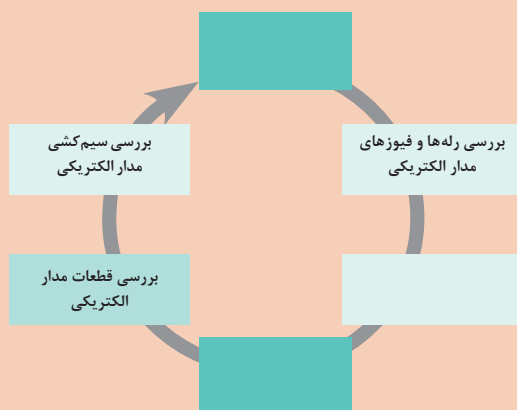 بررسی رله‌ها و فیوزهای
مدار الکتریکی
بررسی سیم‌کشی
مدار الکتریکی
بررسی قطعات مدار
الکتریکی